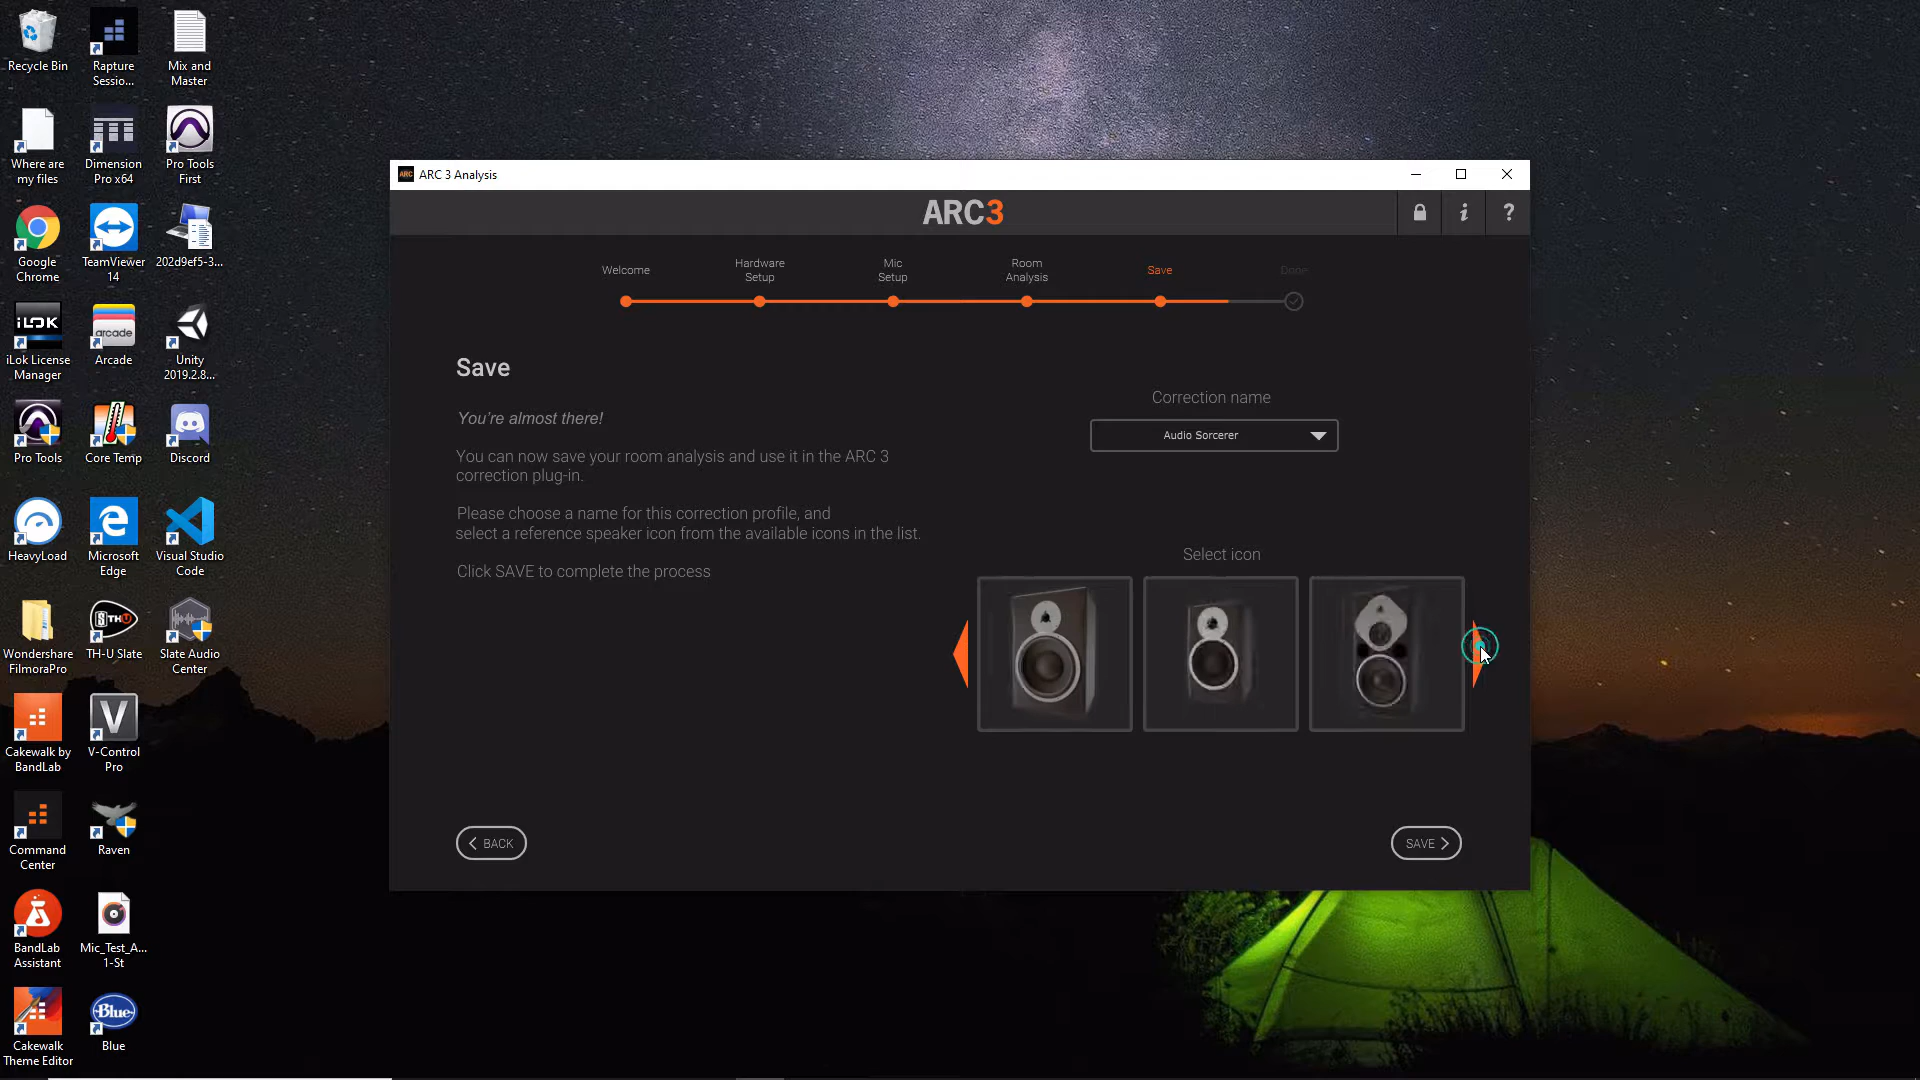 Recycle Bin
Rapture
Sessio...
Mix and
Master
Where are
my files
Dimension
Pro x64
Pro Tools
First
Google
Chrome
TeamViewer
14
202d9ef5-3...
iLOK
iLok License
Manager
arcade
Arcade
Unity
2019.2.8...
Pro Tools
Core Temp
Discord
HeavyLoad
Microsoft
Edge
Visual Studio
Code
Wondershare
FilmoraPro
S TH-U
TH-U Slate
Slate Audio
Center
Cakewalk by
BandLab
V-Control
Pro
Command
Center
Raven
BandLab
Assistant
Mic_Test_A...
1-St
Cakewalk
Theme Editor
Blue
Blue
ARC
ARC 3 Analysis
ARC3
Welcome
Hardware
Setup
Mic
Setup
Room
Analysis
Save
Done
Save
You're almost there!
You can now save your room analysis and use it in the ARC 3
correction plug-in.
Please choose a name for this correction profile, and
select a reference speaker icon from the available icons in the list.
Click SAVE to complete the process
Correction name
Audio Sorcerer
Select icon
BACK
SAVE